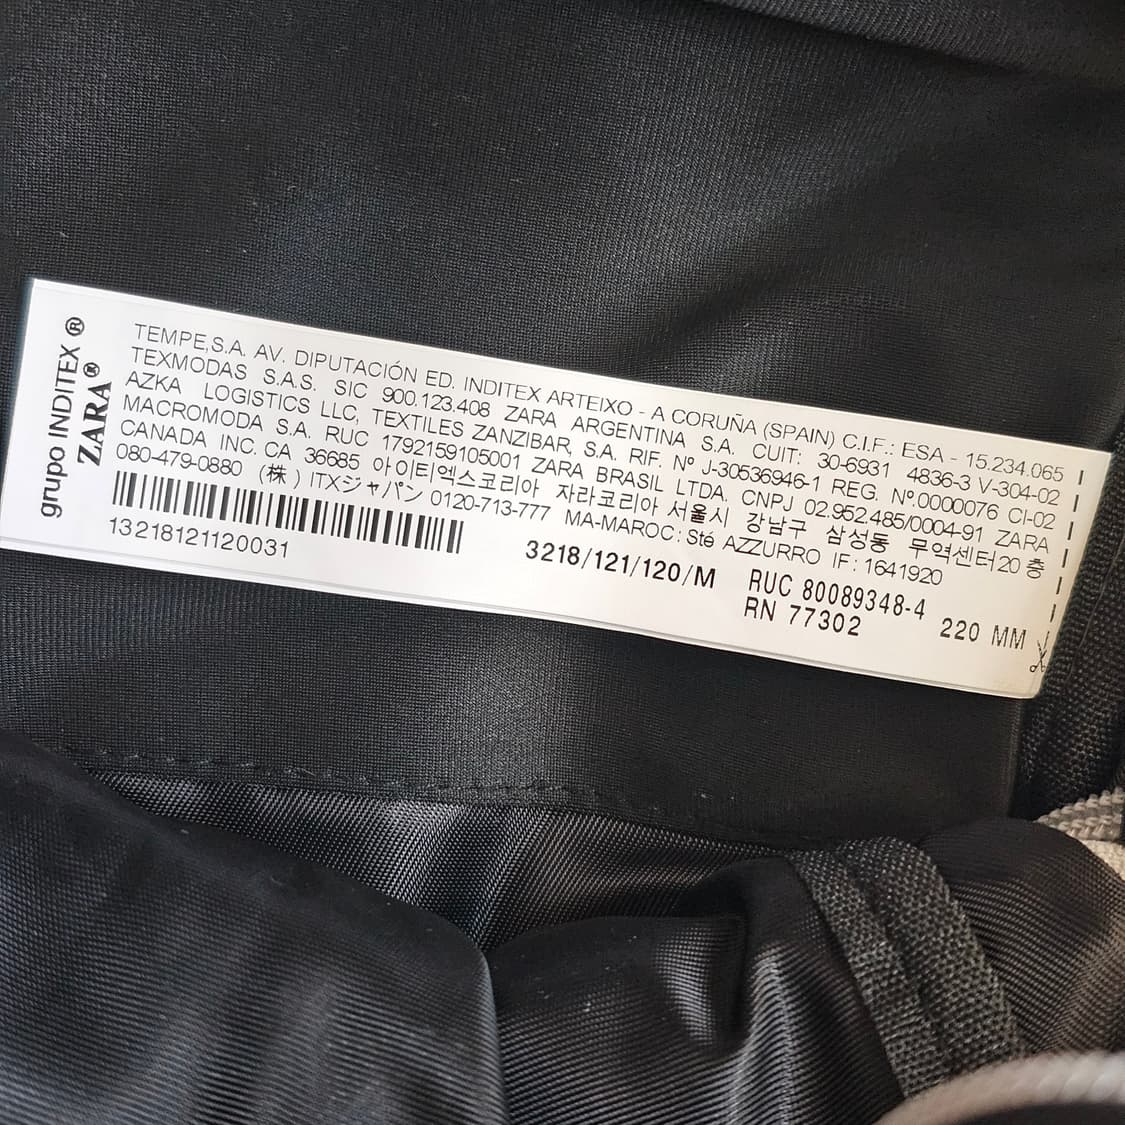 grupo INDITEX ®
ZARA®
TEMPE,S.A. AV. DIPUTACIÓN ED. INDITEX ARTEIXO - A CORUÑA (SPAIN) C.I.F.: ESA - 15.234.065
TEXMODAS S.A.S. SIC 900.123.408 ZARA ARGENTINA S.A. CUIT: 30-6931 4836-3 V-304-02
AZKA LOGISTICS LLC, TEXTILES ZANZIBAR, S.A. RIF. Nº J-30536946-1 REG. Nº.0000076 CI-02
MACROMODA S.A. RUC 1792159105001 ZARA BRASIL LTDA. CNPJ 02.952.485/0004-91 ZARA
CANADA INC. CA 36685 아이티엑스코리아 자라코리아 서울시 강남구 삼성동 무역센터20 층
080-479-0880 (株) ITXジャパン 0120-713-777 MA-MAROC: Sté AZZURRO IF: 1641920
13218121120031
3218/121/120/M
RUC 80089348-4
RN 77302
220 MM